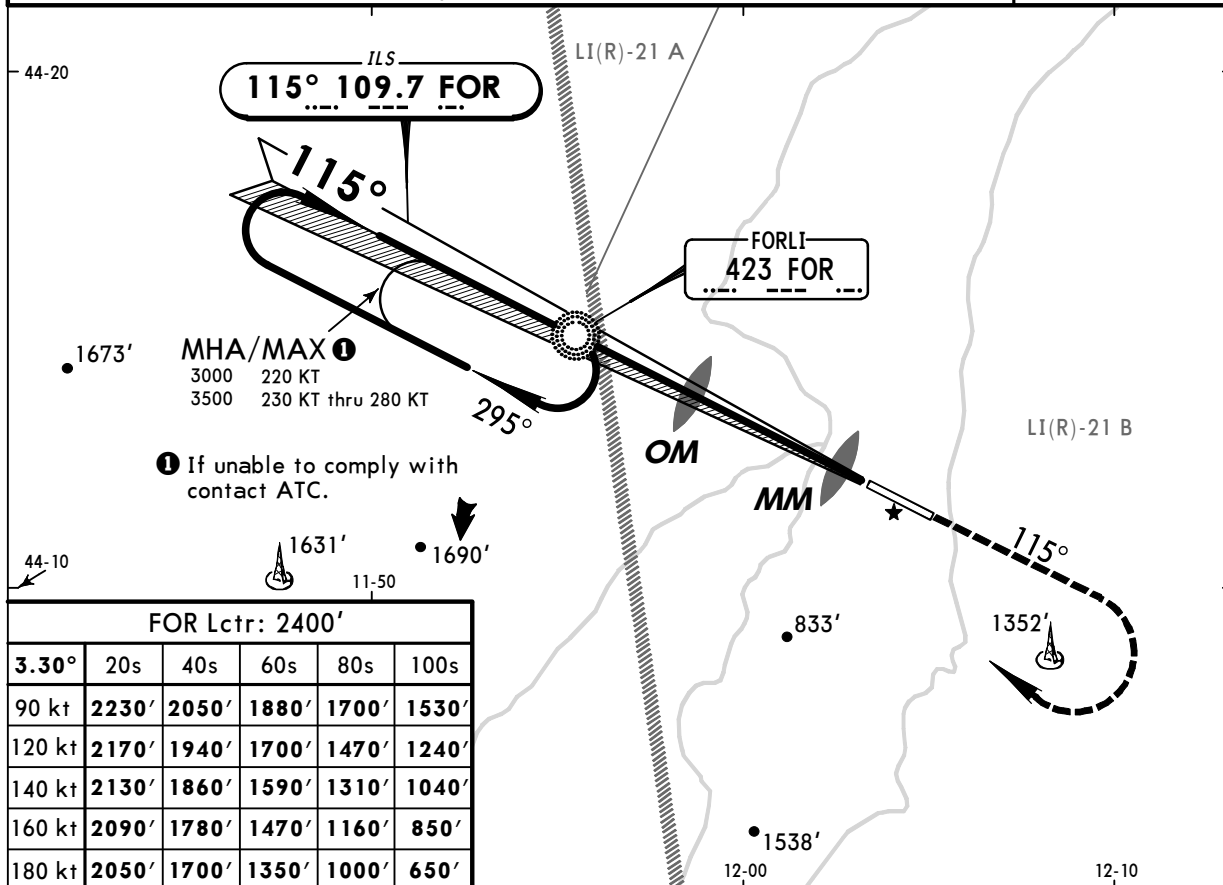 LI(R)-21 A
44-20
ILS
115° 109.7 FOR
115°
FORLI
423 FOR
1673'
MHA/MAX ❶
3000 220 KT
3500 230 KT thru 280 KT
295°
OM
LI(R)-21 B
❶ If unable to comply with
contact ATC.
MM
115°
1631'
1690'
44-10
11-50
833'
1352'
FOR Lctr: 2400'
3.30° 20s 40s 60s 80s 100s
90 kt 2230' 2050' 1880' 1700' 1530'
120 kt 2170' 1940' 1700' 1470' 1240'
140 kt 2130' 1860' 1590' 1310' 1040'
160 kt 2090' 1780' 1470' 1160' 850'
180 kt 2050' 1700' 1350' 1000' 650'
1538'
12-00
12-10